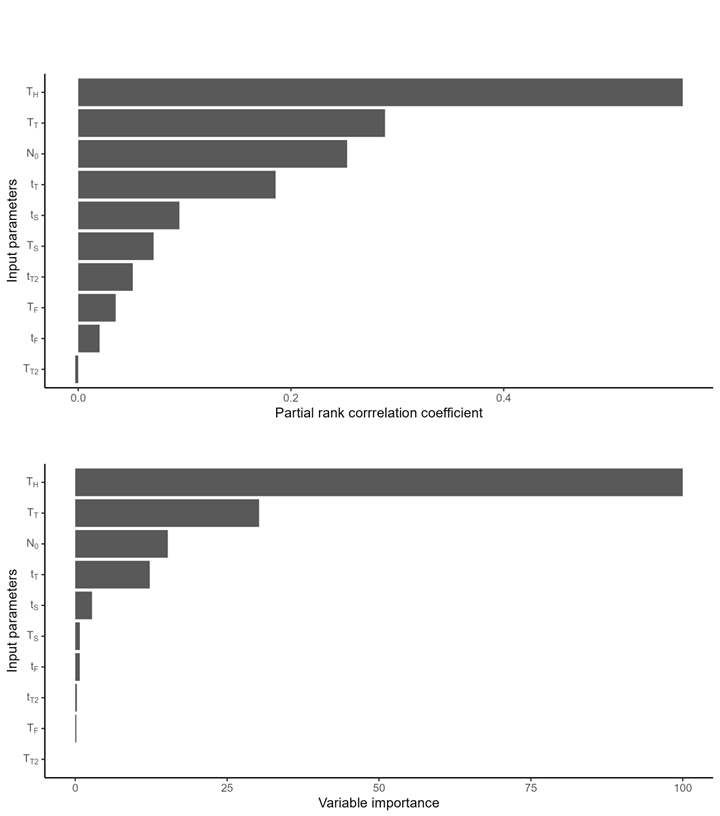 Input parameters
T_H
T_T
N_0
t_T
t_S
T_S
t_T2
T_F
t_F
T_T2
0.0 0.2 0.4
Partial rank corrrelation coefficient
Input parameters
T_H
T_T
N_0
t_T
t_S
T_S
t_F
t_T2
T_F
T_T2
0 25 50 75 100
Variable importance